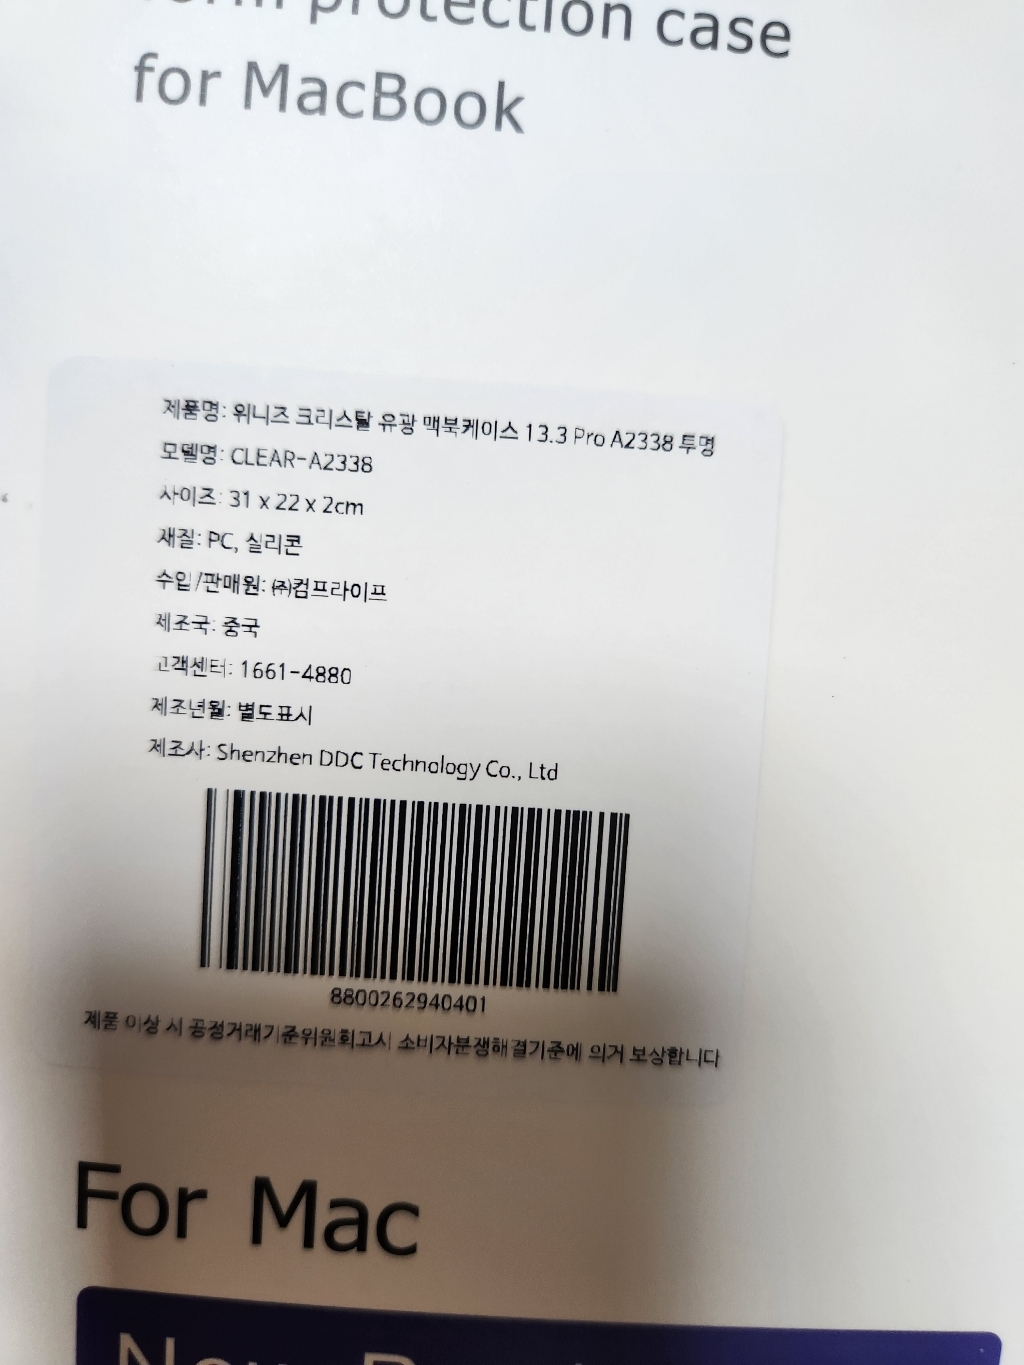 protection case
for MacBook
제품명: 위니즈 크리스탈 유광 맥북케이스 13.3 Pro A2338 투명
모델명: CLEAR-A2338
사이즈: 31 x 22 x 2cm
재질: PC, 실리콘
수입/판매원: ㈜컴프라이프
제조국: 중국
고객센터: 1661-4880
제조년월: 별도표시
제조사: Shenzhen DDC Technology Co., Ltd
8800262940401
제품 이상 시 공정거래기준위원회고시 소비자분쟁해결기준에 의거 보상합니다
For Mac
New